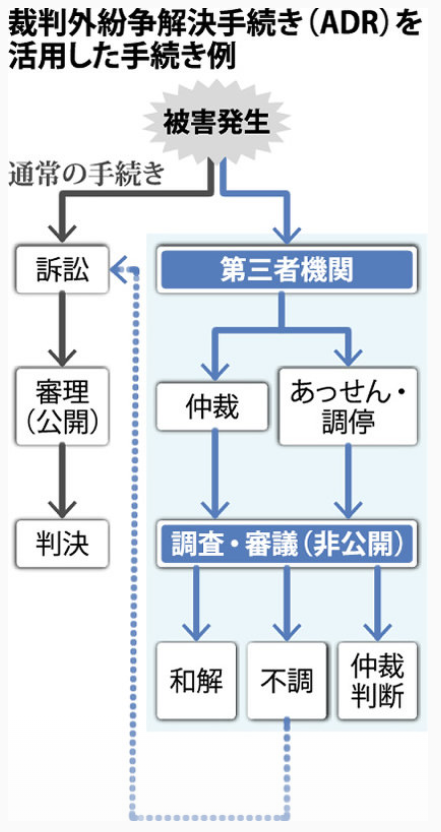 裁判外紛争解決手続き(ADR)を
活用した手続き例
被害発生
通常の手続き
訴訟
第三者機関
審理
(公開)
仲裁
あっせん・
調停
判決
調査・審議(非公開)
和解
不調
仲裁
判断